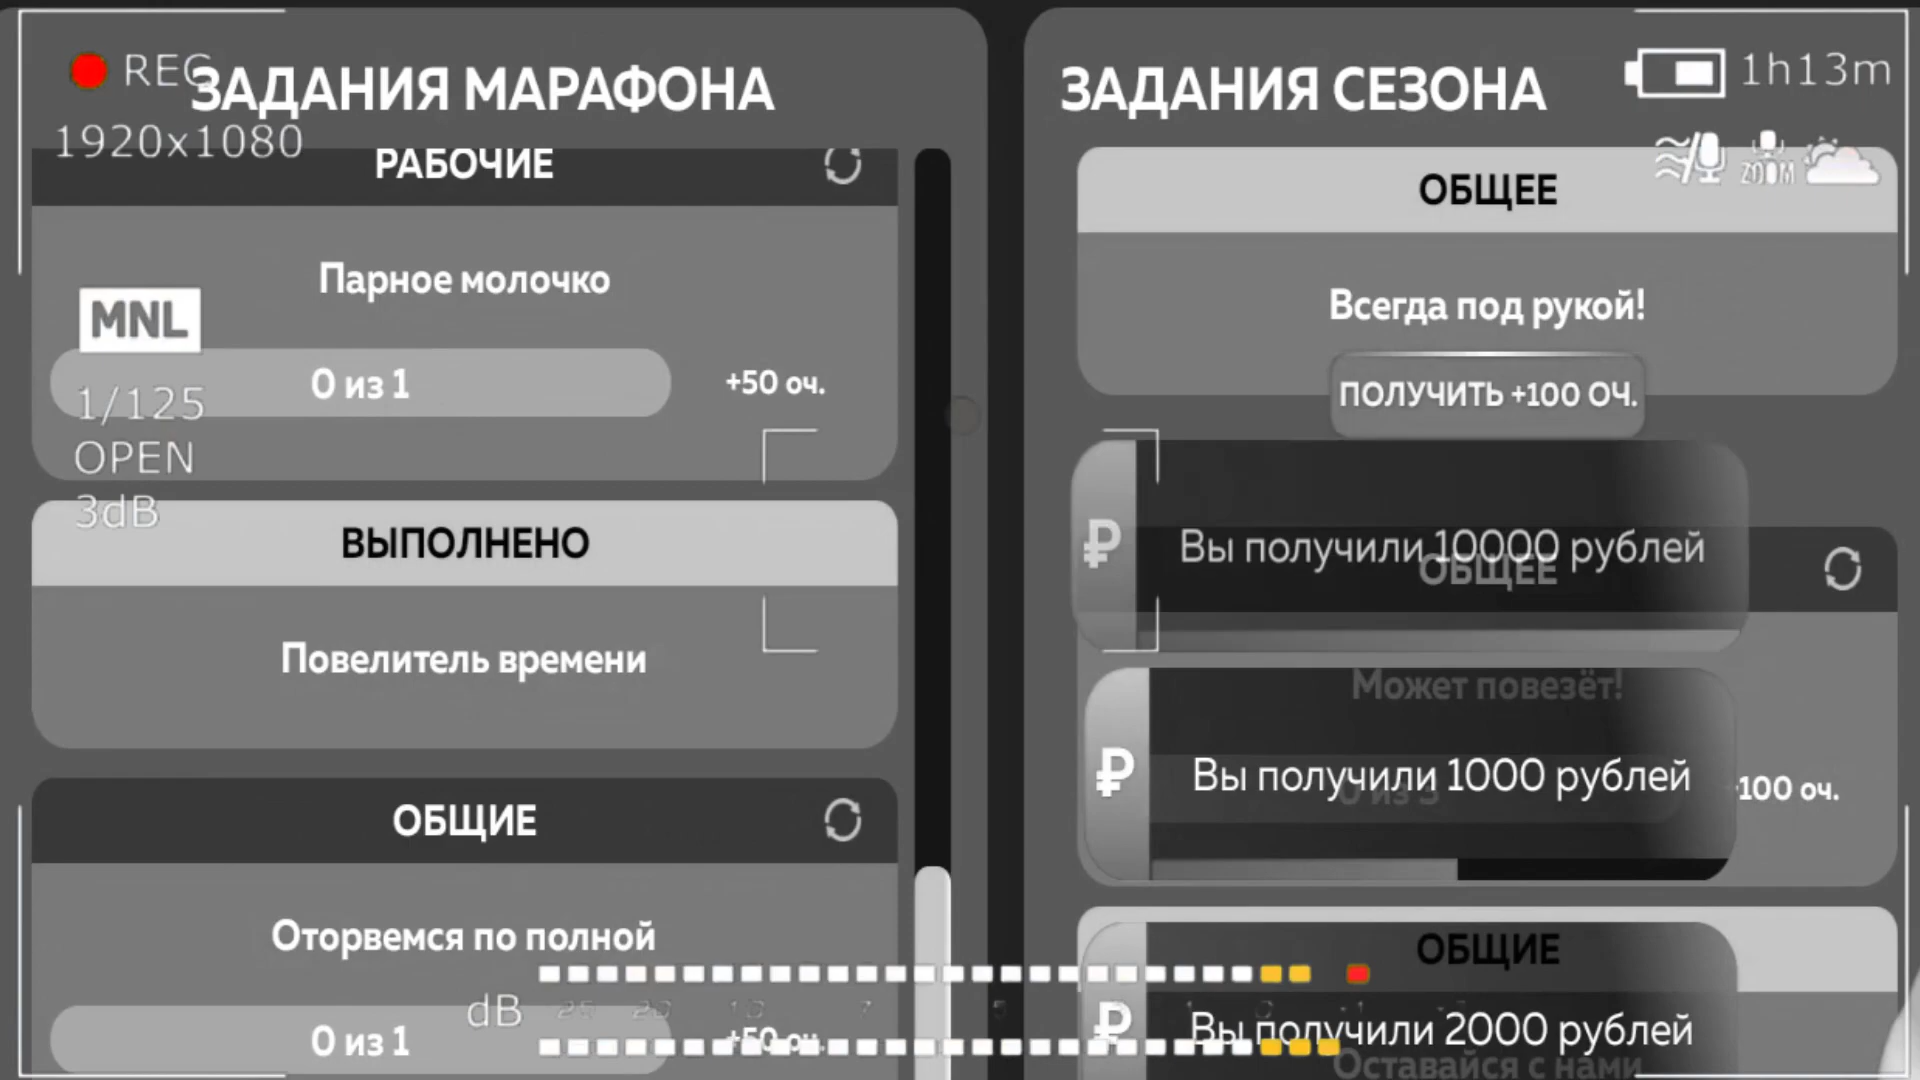 REC
1920x1080
MNL
1/125
OPEN
3dB
ЗАДАНИЯ МАРАФОНА
РАБОЧИЕ
Парное молочко
0 из 1
+50 оч.
ВЫПОЛНЕНО
Повелитель времени
ОБЩИЕ
Оторвемся по полной
0 из 1
+50 оч.
dB
ЗАДАНИЯ СЕЗОНА
1h13m
ZOOM
ОБЩЕЕ
Всегда под рукой!
ПОЛУЧИТЬ +100 ОЧ.
₽ Вы получили 10000 рублей
ОБЩЕЕ
Может повезёт!
₽ Вы получили 1000 рублей
100 оч.
ОБЩИЕ
₽ Вы получили 2000 рублей
Оставайся с нами